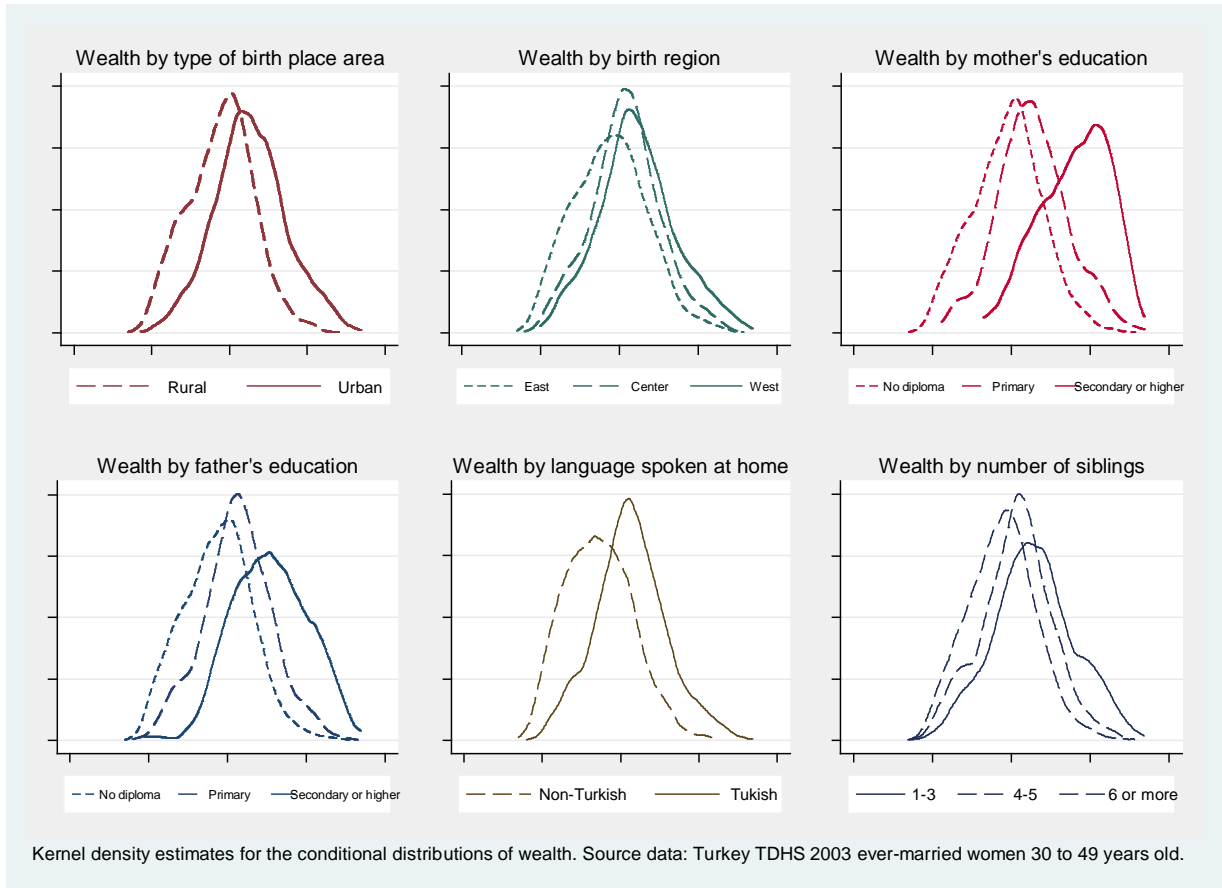 Wealth by type of birth place area
Wealth by birth region
Wealth by mother's education
Rural Urban
East Center West
No diploma Primary Secondary or higher
Wealth by father's education
Wealth by language spoken at home
Wealth by number of siblings
No diploma Primary Secondary or higher
Non-Turkish Tukish
1-3 4-5 6 or more
Kernel density estimates for the conditional distributions of wealth. Source data: Turkey TDHS 2003 ever-married women 30 to 49 years old.